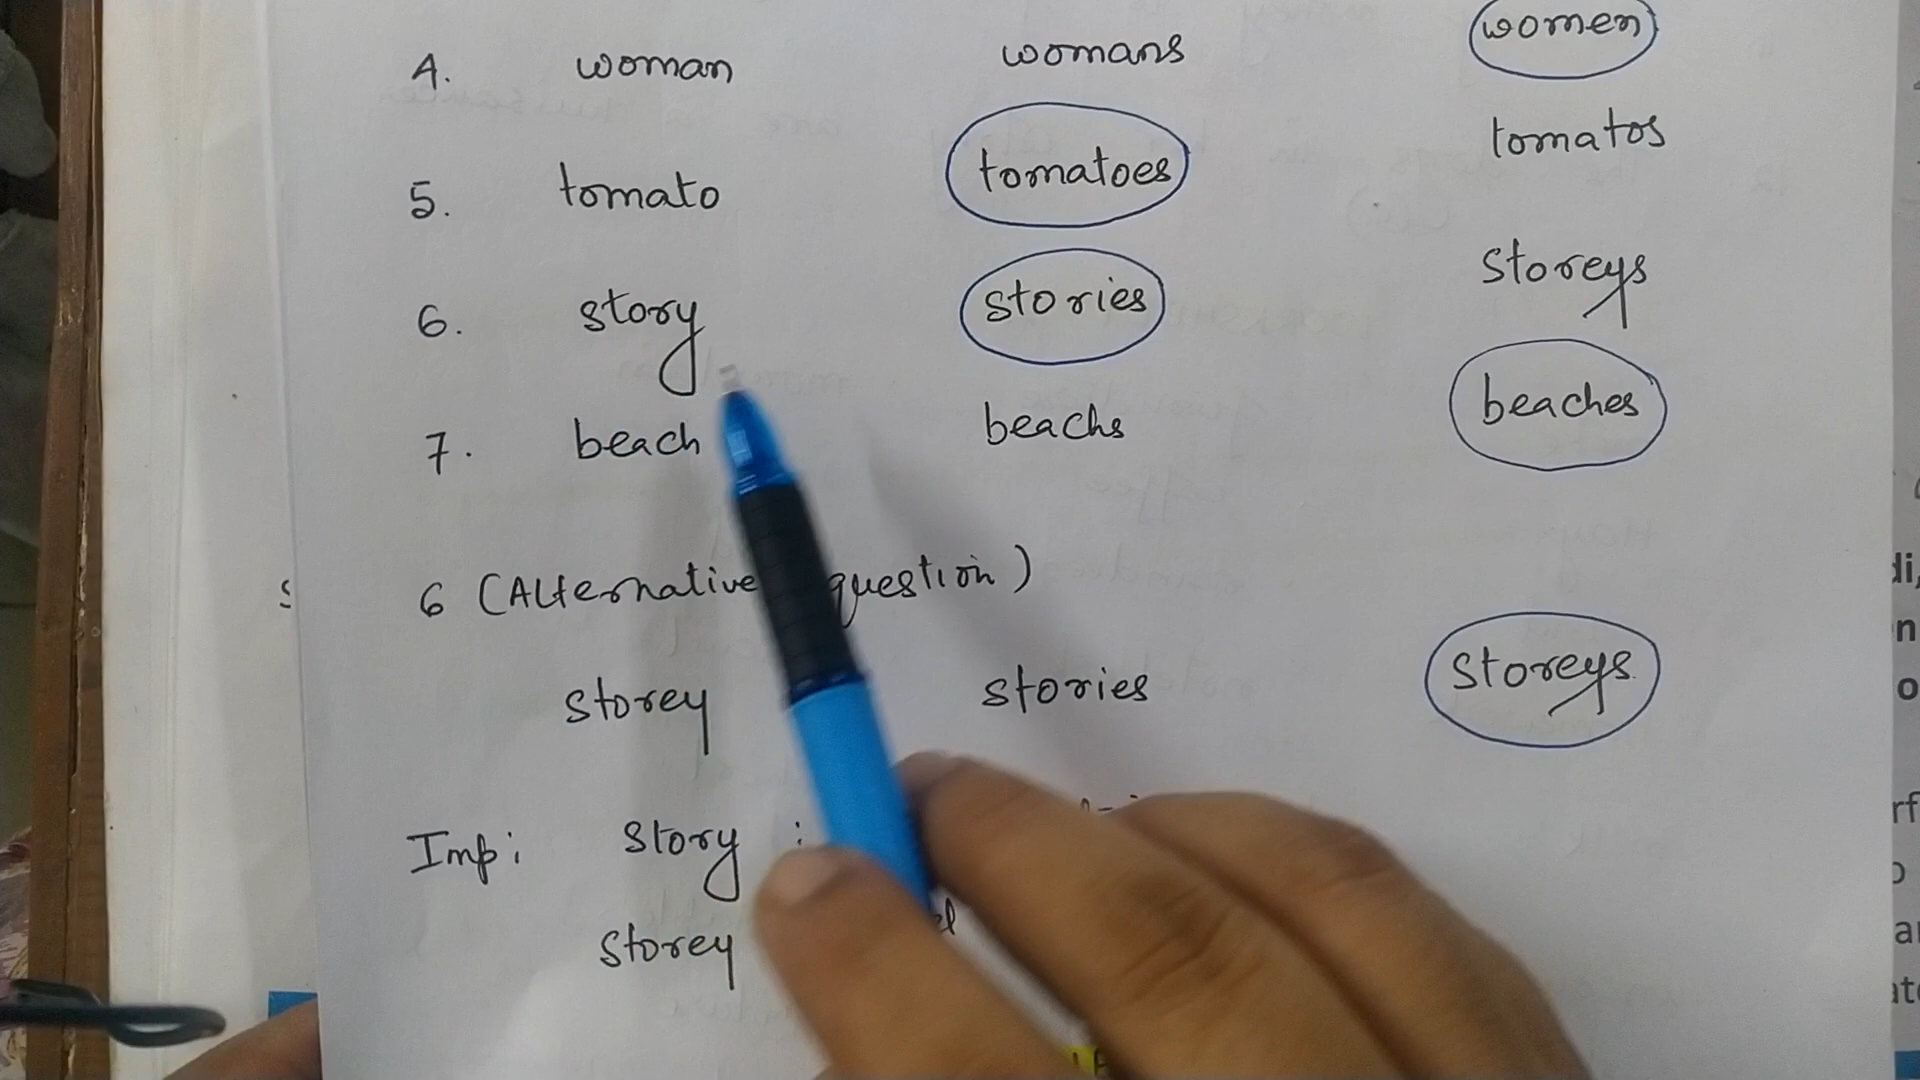 4. woman womans women
5. tomato tomatoes tomatos
6. story stories storeys
7. beach beachs beaches
6 (Alternative question)
storey stories storeys
Imp: story :
storey